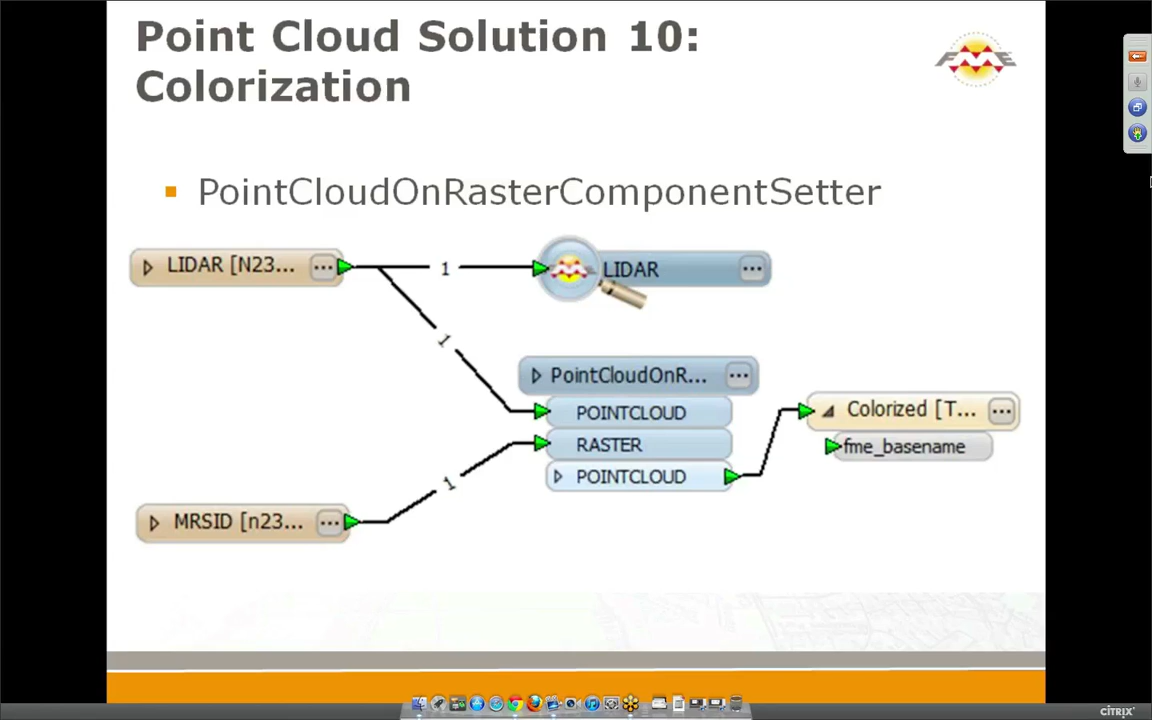 Point Cloud Solution 10:
Colorization
FME
PointCloudOnRasterComponentSetter
LIDAR [N23...
1
LIDAR
1
PointCloudOnR...
POINTCLOUD
RASTER
POINTCLOUD
Colorized [T...
fme_basename
1
MRSID [n23...
CITRIX